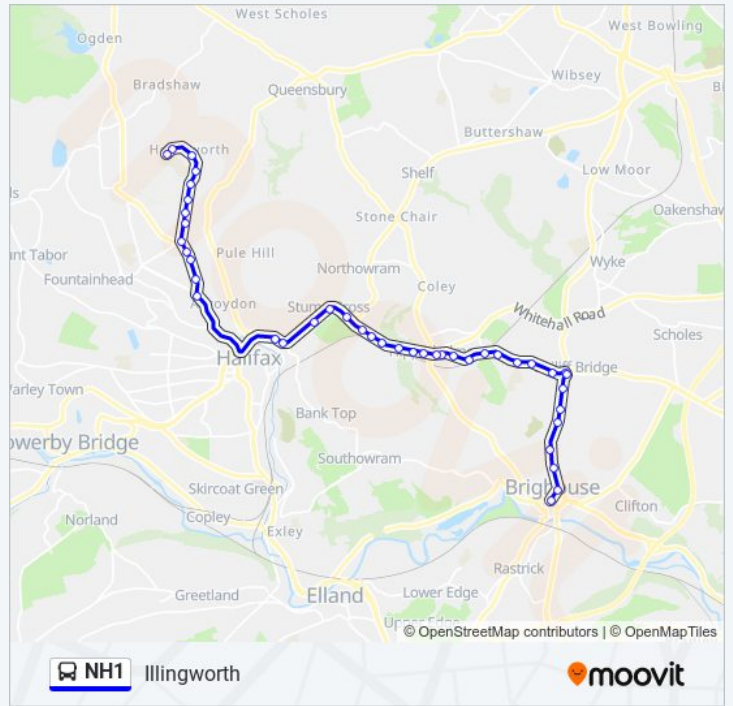 West Scholes
Ogden
West Bowling
Bradshaw
Queensbury
Wibsey
Buttershaw
Low Moor
Shelf
Oakenshaw
Stone Chair
Pule Hill
Wyke
Fountainhead
Northowram
Coley
Whitehall Road
Scholes
Halifax
Bank Top
Southowram
Skircoat Green
Brighouse
Clifton
Copley
Norland
Exley
Rastrick
Greetland
Elland
Lower Edge
© OpenStreetMap contributors | © OpenMapTiles
NH1 Illingworth
moovit